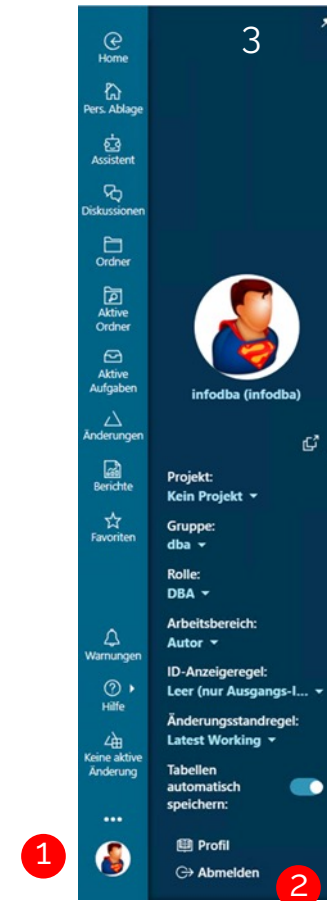 Home
Pers. Ablage
Assistent
Diskussionen
Ordner
Aktive
Ordner
Aktive
Aufgaben
Änderungen
Berichte
Favoriten
Warnungen
Hilfe
Keine aktive
Änderung
...
1
3
infodba (infodba)
Projekt:
Kein Projekt
Gruppe:
dba
Rolle:
DBA
Arbeitsbereich:
Autor
ID-Anzeigeregel:
Leer (nur Ausgangs-I...
Änderungsstandregel:
Latest Working
Tabellen
automatisch
speichern:
Profil
Abmelden
2